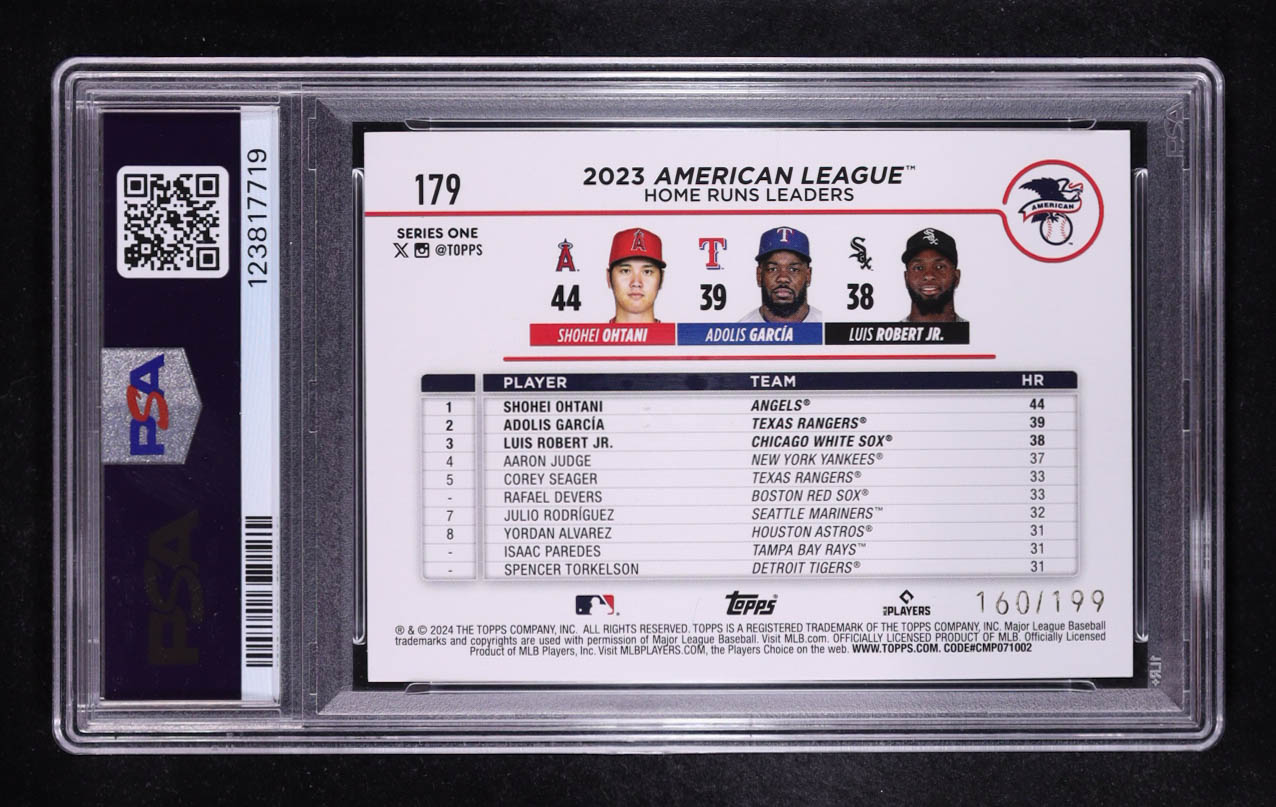 123817719
PSA
PSA
179
2023 AMERICAN LEAGUE™
HOME RUNS LEADERS
AMERICAN
SERIES ONE
@TOPPS
A
44
SHOHEI OHTANI
T
39
ADOLIS GARCÍA
Sox
38
LUIS ROBERT JR.
PLAYER TEAM HR
1 SHOHEI OHTANI ANGELS® 44
2 ADOLIS GARCÍA TEXAS RANGERS® 39
3 LUIS ROBERT JR. CHICAGO WHITE SOX® 38
4 AARON JUDGE NEW YORK YANKEES® 37
5 COREY SEAGER TEXAS RANGERS® 33
- RAFAEL DEVERS BOSTON RED SOX® 33
7 JULIO RODRÍGUEZ SEATTLE MARINERS™ 32
8 YORDAN ALVAREZ HOUSTON ASTROS® 31
- ISAAC PAREDES TAMPA BAY RAYS™ 31
- SPENCER TORKELSON DETROIT TIGERS® 31
Topps® PLAYERS 160/199
® & © 2024 THE TOPPS COMPANY, INC. ALL RIGHTS RESERVED. TOPPS IS A REGISTERED TRADEMARK OF THE TOPPS COMPANY, INC. Major League Baseball
trademarks and copyrights are used with permission of Major League Baseball. Visit MLB.com. OFFICIALLY LICENSED PRODUCT OF MLB. Officially Licensed
Product of MLB Players, Inc. Visit MLBPLAYERS.COM, the Players Choice on the web. WWW.TOPPS.COM. CODE#CMP071002
PSA